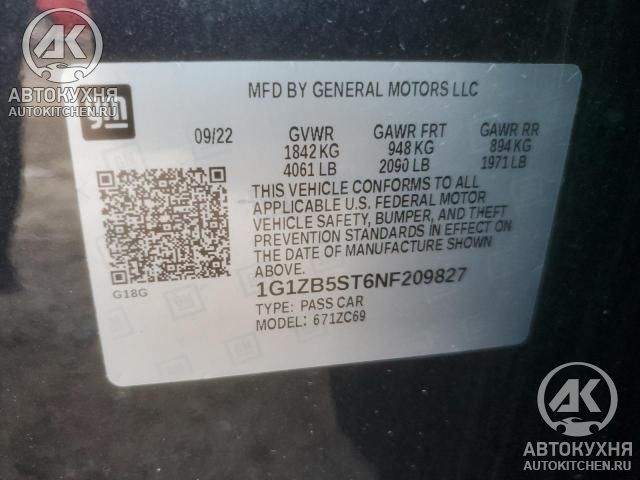 АВТОКУХНЯ
AUTOKITCHEN.RU
gm
MFD BY GENERAL MOTORS LLC
09/22 GVWR GAWR FRT GAWR RR
1842 KG 948 KG 894 KG
4061 LB 2090 LB 1971 LB
THIS VEHICLE CONFORMS TO ALL
APPLICABLE U.S. FEDERAL MOTOR
VEHICLE SAFETY, BUMPER, AND THEFT
PREVENTION STANDARDS IN EFFECT ON
THE DATE OF MANUFACTURE SHOWN
ABOVE.
G18G
1G1ZB5ST6NF209827
TYPE: PASS CAR
MODEL: 671ZC69
АК
АВТОКУХНЯ
AUTOKITCHEN.RU